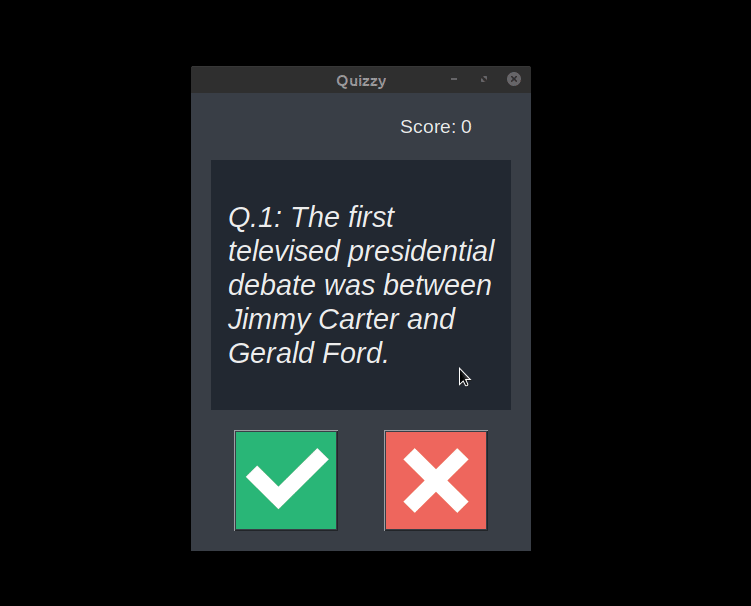 Quizzy
Score: 0
Q.1: The first
televised presidential
debate was between
Jimmy Carter and
Gerald Ford.